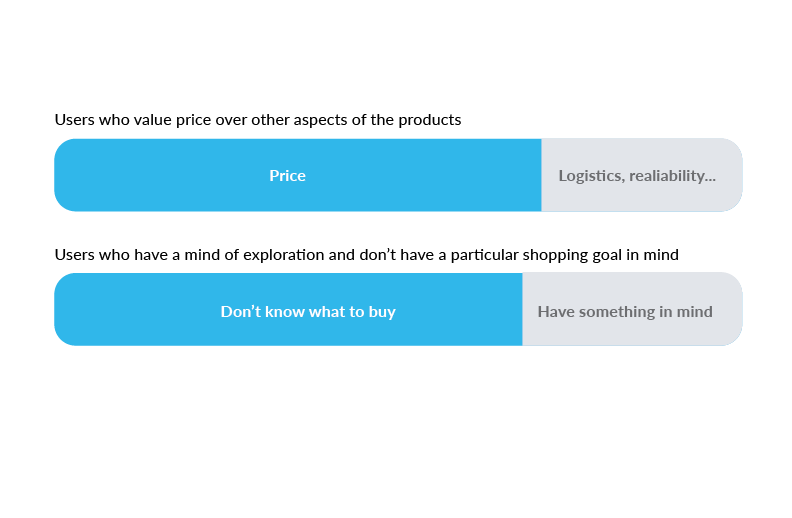 Users who value price over other aspects of the products
Price
Logistics, realiability...
Users who have a mind of exploration and don’t have a particular shopping goal in mind
Don’t know what to buy
Have something in mind